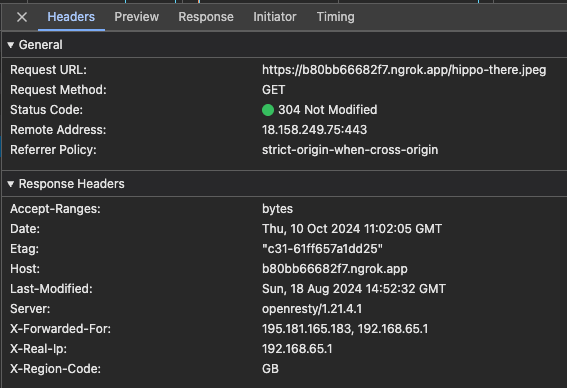 Headers Preview Response Initiator Timing
General
Request URL: https://b80bb66682f7.ngrok.app/hippo-there.jpeg
Request Method: GET
Status Code: 304 Not Modified
Remote Address: 18.158.249.75:443
Referrer Policy: strict-origin-when-cross-origin
Response Headers
Accept-Ranges: bytes
Date: Thu, 10 Oct 2024 11:02:05 GMT
Etag: "c31-61ff657a1dd25"
Host: b80bb66682f7.ngrok.app
Last-Modified: Sun, 18 Aug 2024 14:52:32 GMT
Server: openresty/1.21.4.1
X-Forwarded-For: 195.181.165.183, 192.168.65.1
X-Real-Ip: 192.168.65.1
X-Region-Code: GB